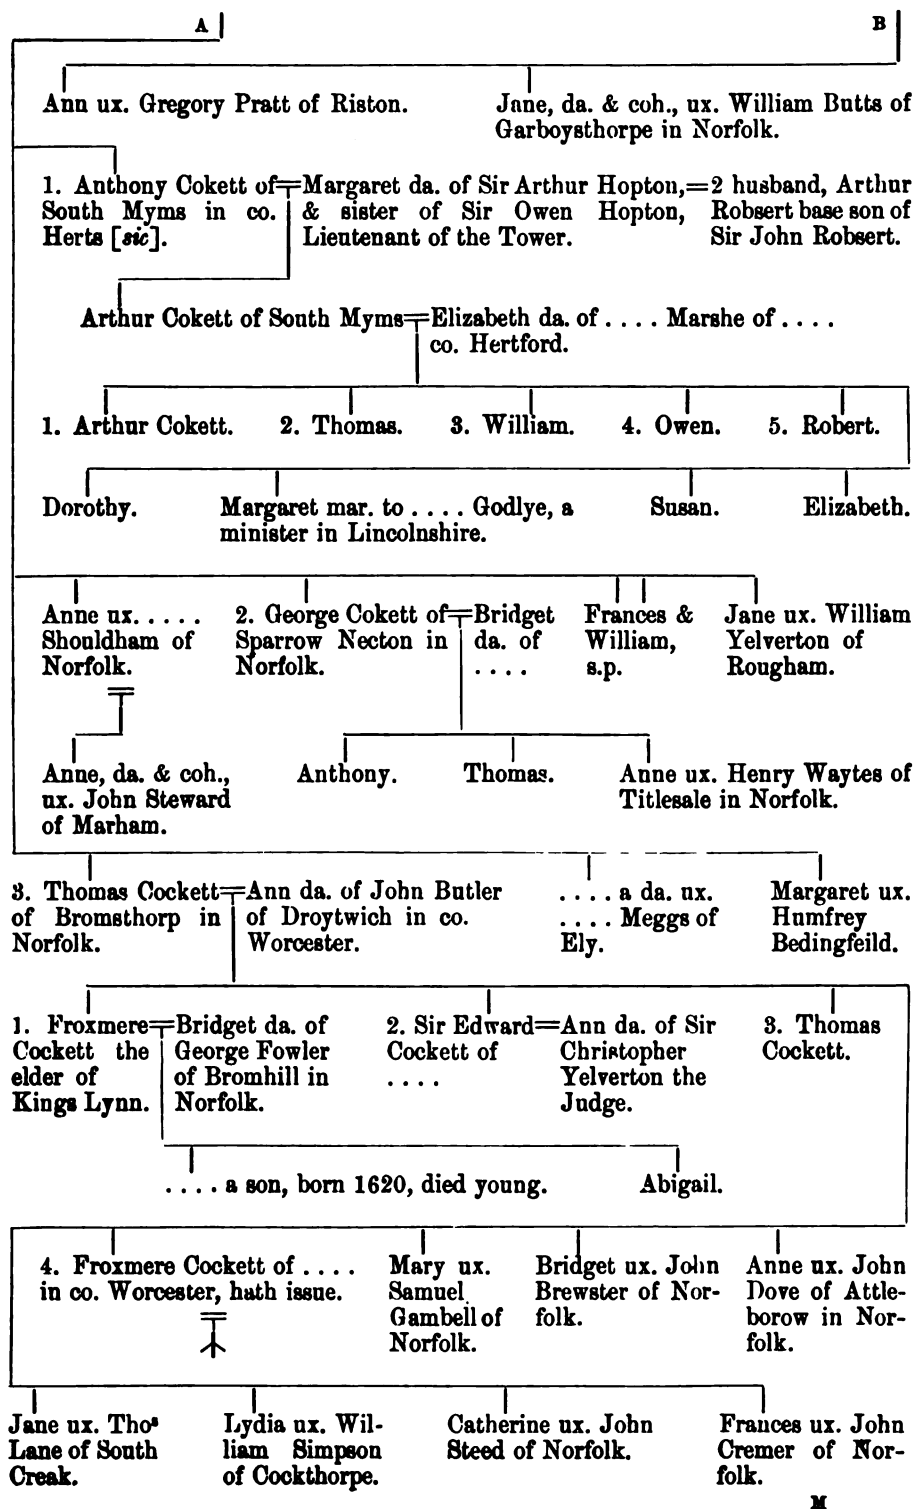 A B
Ann ux. Gregory Pratt of Riston.
Jane, da. & coh., ux. William Butts of
Garboysthorpe in Norfolk.
1. Anthony Cokett of
South Myms in co.
Herts [sic].
Margaret da. of Sir Arthur Hopton,
& sister of Sir Owen Hopton,
Lieutenant of the Tower.
=2 husband, Arthur
Robsert base son of
Sir John Robsert.
Arthur Cokett of South Myms
co. Hertford.
Elizabeth da. of .... Marshe of ....
1. Arthur Cokett. 2. Thomas. 3. William. 4. Owen. 5. Robert.
Dorothy.
Margaret mar. to .... Godlye, a
minister in Lincolnshire.
Susan.
Elizabeth.
Anne ux.....
Shouldham of
Norfolk.
2. George Cokett of
Sparrow Necton in
Norfolk.
Bridget
da. of
....
Frances &
William,
s.p.
Jane ux. William
Yelverton of
Rougham.
Anne, da. & coh.,
ux. John Steward
of Marham.
Anthony.
Thomas.
Anne ux. Henry Waytes of
Titlesale in Norfolk.
3. Thomas Cockett
of Bromsthorp in
Norfolk.
Ann da. of John Butler
of Droytwich in co.
Worcester.
.... a da. ux.
.... Meggs of
Ely.
Margaret ux.
Humfrey
Bedingfeild.
1. Froxmere
Cockett the
elder of
Kings Lynn.
Bridget da. of
George Fowler
of Bromhill in
Norfolk.
2. Sir Edward
Cockett of
....
=Ann da. of Sir
Christopher
Yelverton the
Judge.
3. Thomas
Cockett.
.... a son, born 1620, died young.
Abigail.
4. Froxmere Cockett of ....
in co. Worcester, hath issue.
Mary ux.
Samuel
Gambell of
Norfolk.
Bridget ux. John
Brewster of Nor-
folk.
Anne ux. John
Dove of Attle-
borow in Nor-
folk.
Jane ux. Thos
Lane of South
Creak.
Lydia ux. Wil-
liam Simpson
of Cockthorpe.
Catherine ux. John
Steed of Norfolk.
Frances ux. John
Cremer of Nor-
folk.
M